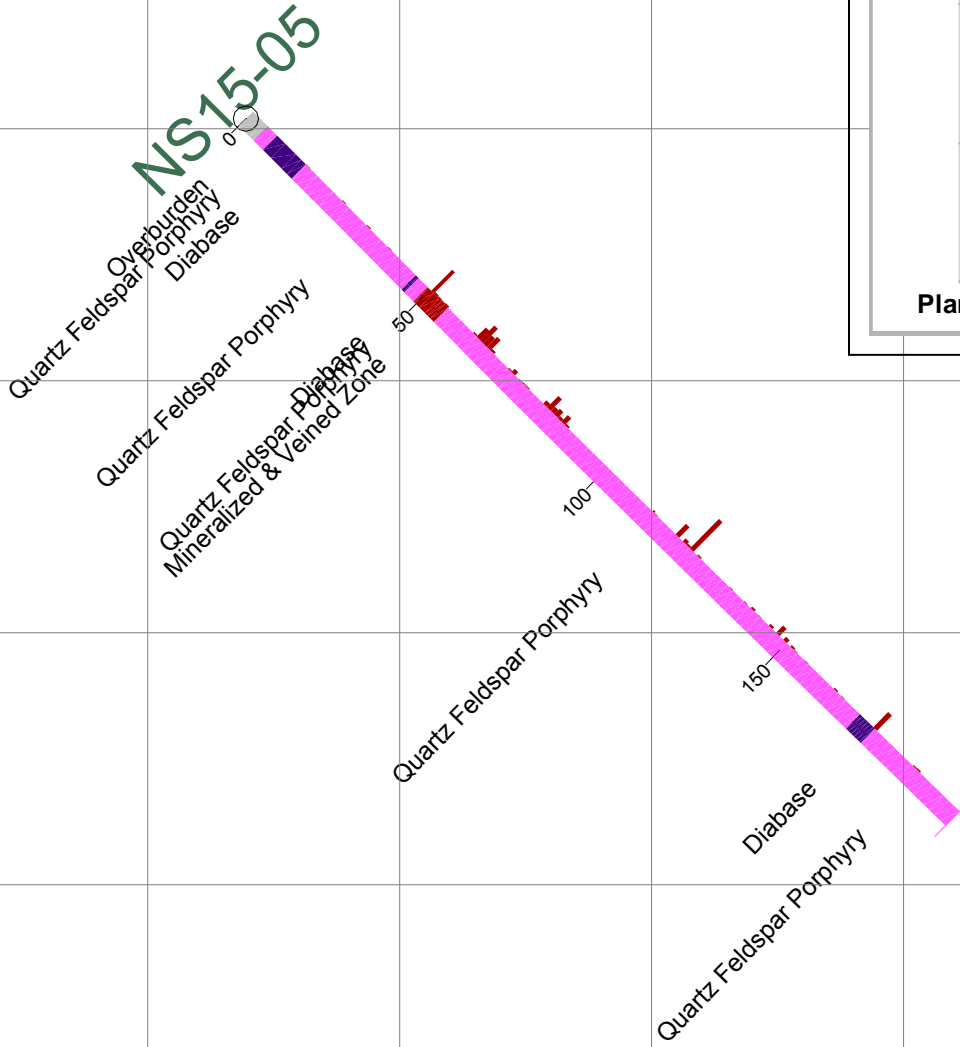 NS15-05
0
Overburden
Quartz Feldspar Porphyry
Diabase
Quartz Feldspar Porphyry
50
Diabase
Quartz Feldspar Porphyry
Mineralized & Veined Zone
100
Quartz Feldspar Porphyry
150
Diabase
Quartz Feldspar Porphyry